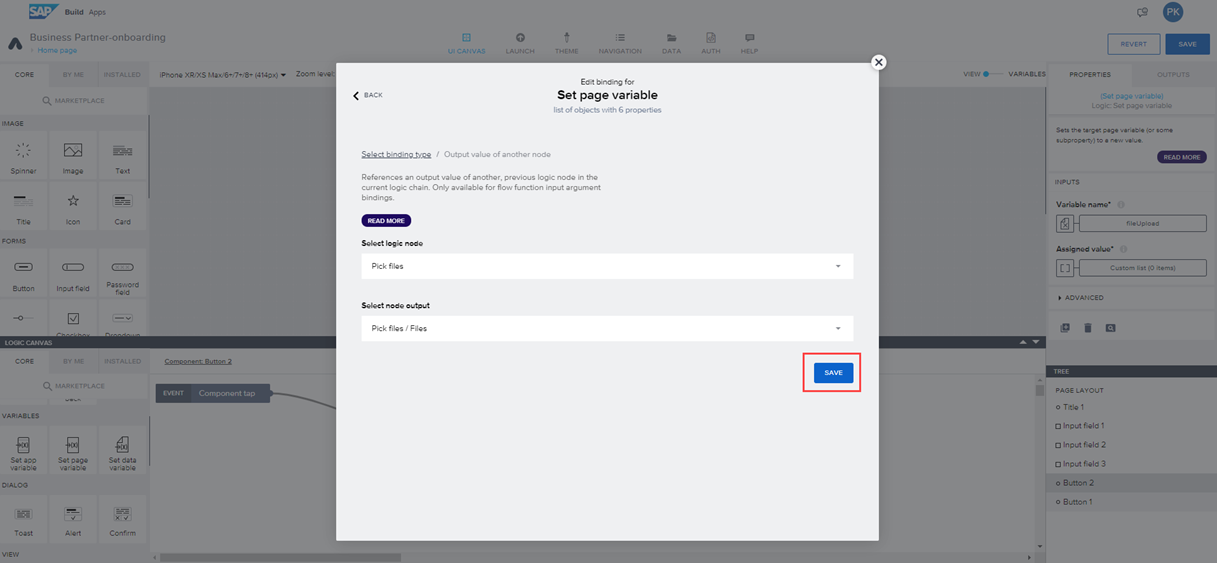 SAP Build Apps
PK
Business Partner-onboarding
> Home page
UI CANVAS
LAUNCH
THEME
NAVIGATION
DATA
AUTH
HELP
REVERT
SAVE
CORE
BY ME
INSTALLED
iPhone XR/XS Max/6+/7+/8+ (414px)
Zoom level:
VIEW
VARIABLES
PROPERTIES
OUTPUTS
MARKETPLACE
IMAGE
Spinner
Image
Text
Title
Icon
Card
FORMS
Button
Input field
Password
field
Checkbox
Dropdown
BACK
Edit binding for
Set page variable
list of objects with 6 properties
Select binding type / Output value of another node
References an output value of another, previous logic node in the
current logic chain. Only available for flow function input argument
bindings.
READ MORE
Select logic node
Pick files
Select node output
Pick files / Files
SAVE
(Set page variable)
Logic: Set page variable
Sets the target page variable (or some
subproperty) to a new value.
READ MORE
INPUTS
Variable name*
fileUpload
Assigned value*
Custom list (0 items)
ADVANCED
LOGIC CANVAS
CORE
BY ME
INSTALLED
Component: Button 2
MARKETPLACE
EVENT
Component tap
back
VARIABLES
Set app
variable
Set page
variable
Set data
variable
DIALOG
Toast
Alert
Confirm
VIEW
TREE
PAGE LAYOUT
Title 1
Input field 1
Input field 2
Input field 3
Button 2
Button 1